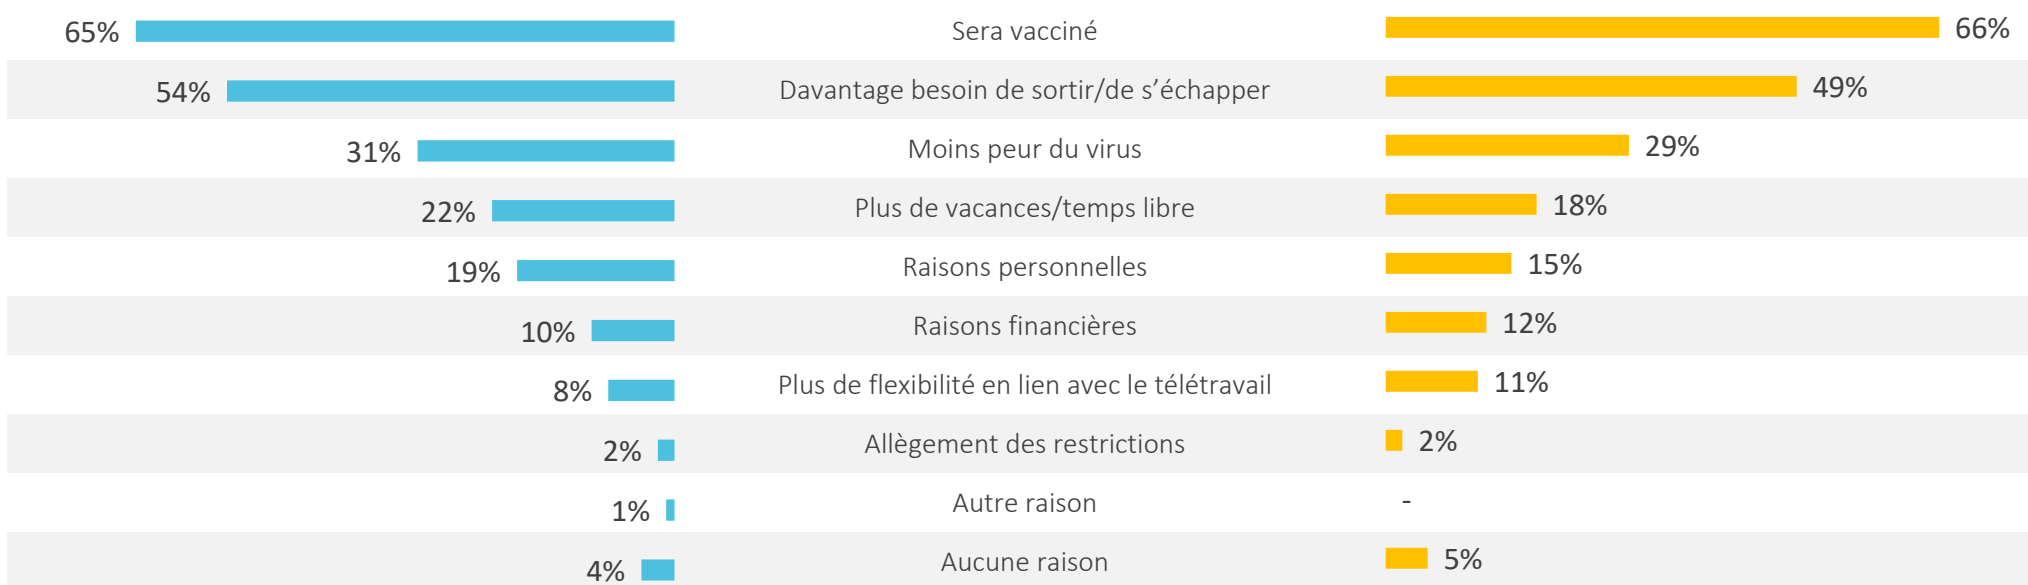 65% Sera vacciné 66%
54% Davantage besoin de sortir/de s’échapper 49%
31% Moins peur du virus 29%
22% Plus de vacances/temps libre 18%
19% Raisons personnelles 15%
10% Raisons financières 12%
8% Plus de flexibilité en lien avec le télétravail 11%
2% Allègement des restrictions 2%
1% Autre raison -
4% Aucune raison 5%